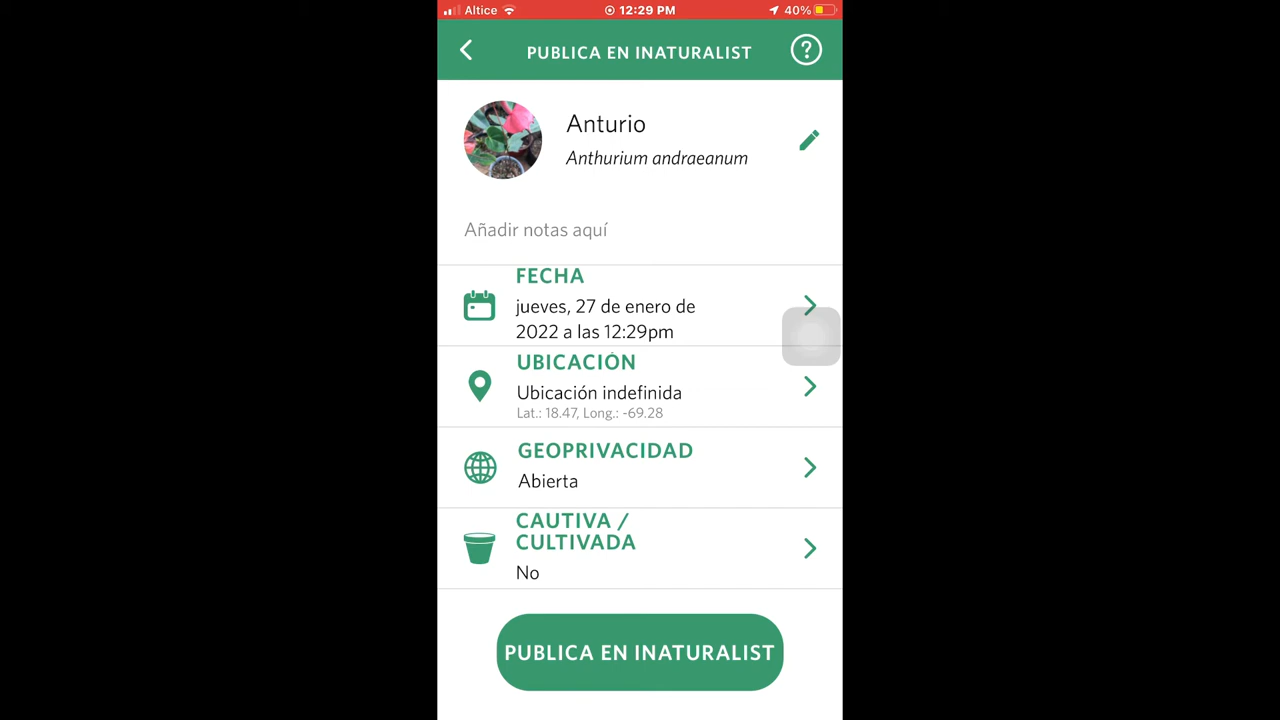 Altice 12:29 PM 40%
PUBLICA EN INATURALIST ?
Anturio
Anthurium andraeanum
Añadir notas aquí
FECHA
jueves, 27 de enero de
2022 a las 12:29pm
UBICACIÓN
Ubicación indefinida
Lat.: 18.47, Long.: -69.28
GEOPRIVACIDAD
Abierta
CAUTIVA /
CULTIVADA
No
PUBLICA EN INATURALIST